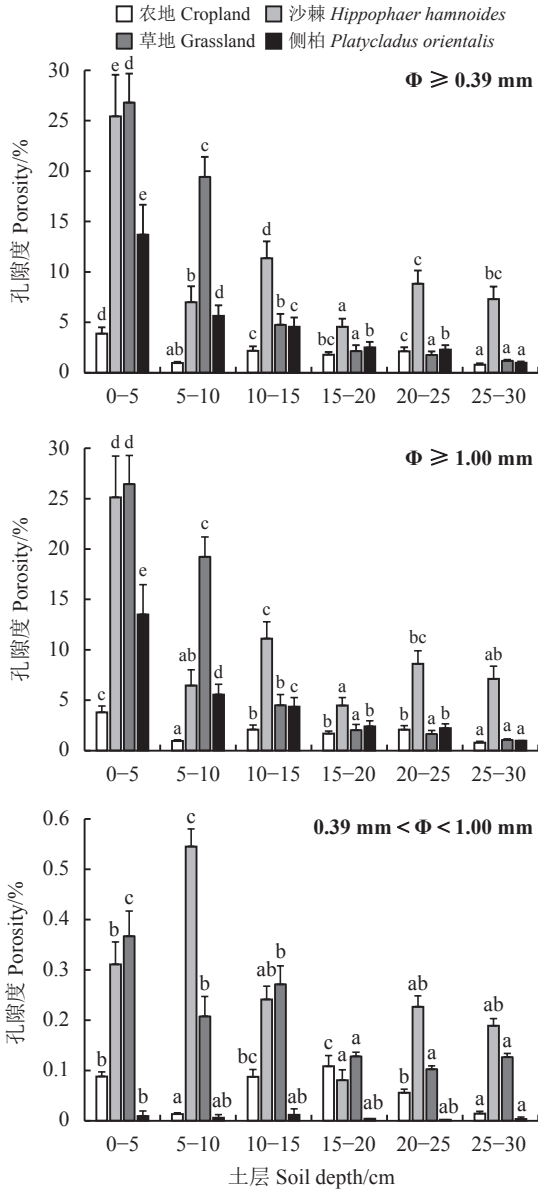 农地 Cropland 沙棘 Hippophaer hamnoides
草地 Grassland 侧柏 Platycladus orientalis
Φ ≥ 0.39 mm
孔隙度 Porosity/%
30
25
20
15
10
5
0
d e d e
ab b c d
c d c c
bc a a b
c c a b
a bc a a
0−5 5−10 10−15 15−20 20−25 25−30
Φ ≥ 1.00 mm
孔隙度 Porosity/%
30
25
20
15
10
5
0
c d d e
a ab c d
b c b c
b a a b
b bc a b
a ab a a
0−5 5−10 10−15 15−20 20−25 25−30
0.39 mm < Φ < 1.00 mm
孔隙度 Porosity/%
0.6
0.5
0.4
0.3
0.2
0.1
0
b b c b
a c b ab
bc ab b ab
c a a ab
b ab a ab
a ab a a
0−5 5−10 10−15 15−20 20−25 25−30
土层 Soil depth/cm